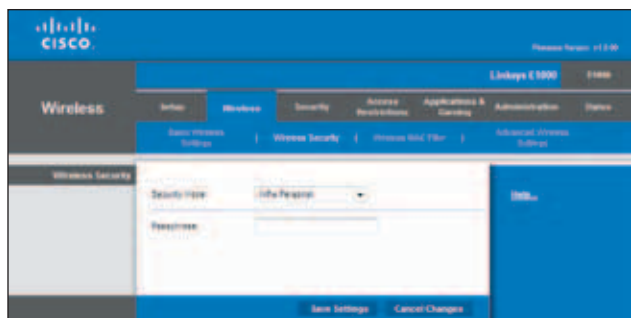 CISCO
Firmware Version: v1.0.00
Linksys E1000
E1000
Wireless
Setup
Wireless
Security
Access Restrictions
Applications & Gaming
Administration
Status
Basic Wireless Settings
Wireless Security
Wireless MAC Filter
Advanced Wireless Settings
Wireless Security
Security Mode:
WPA Personal
Passphrase:
Help...
Save Settings
Cancel Changes